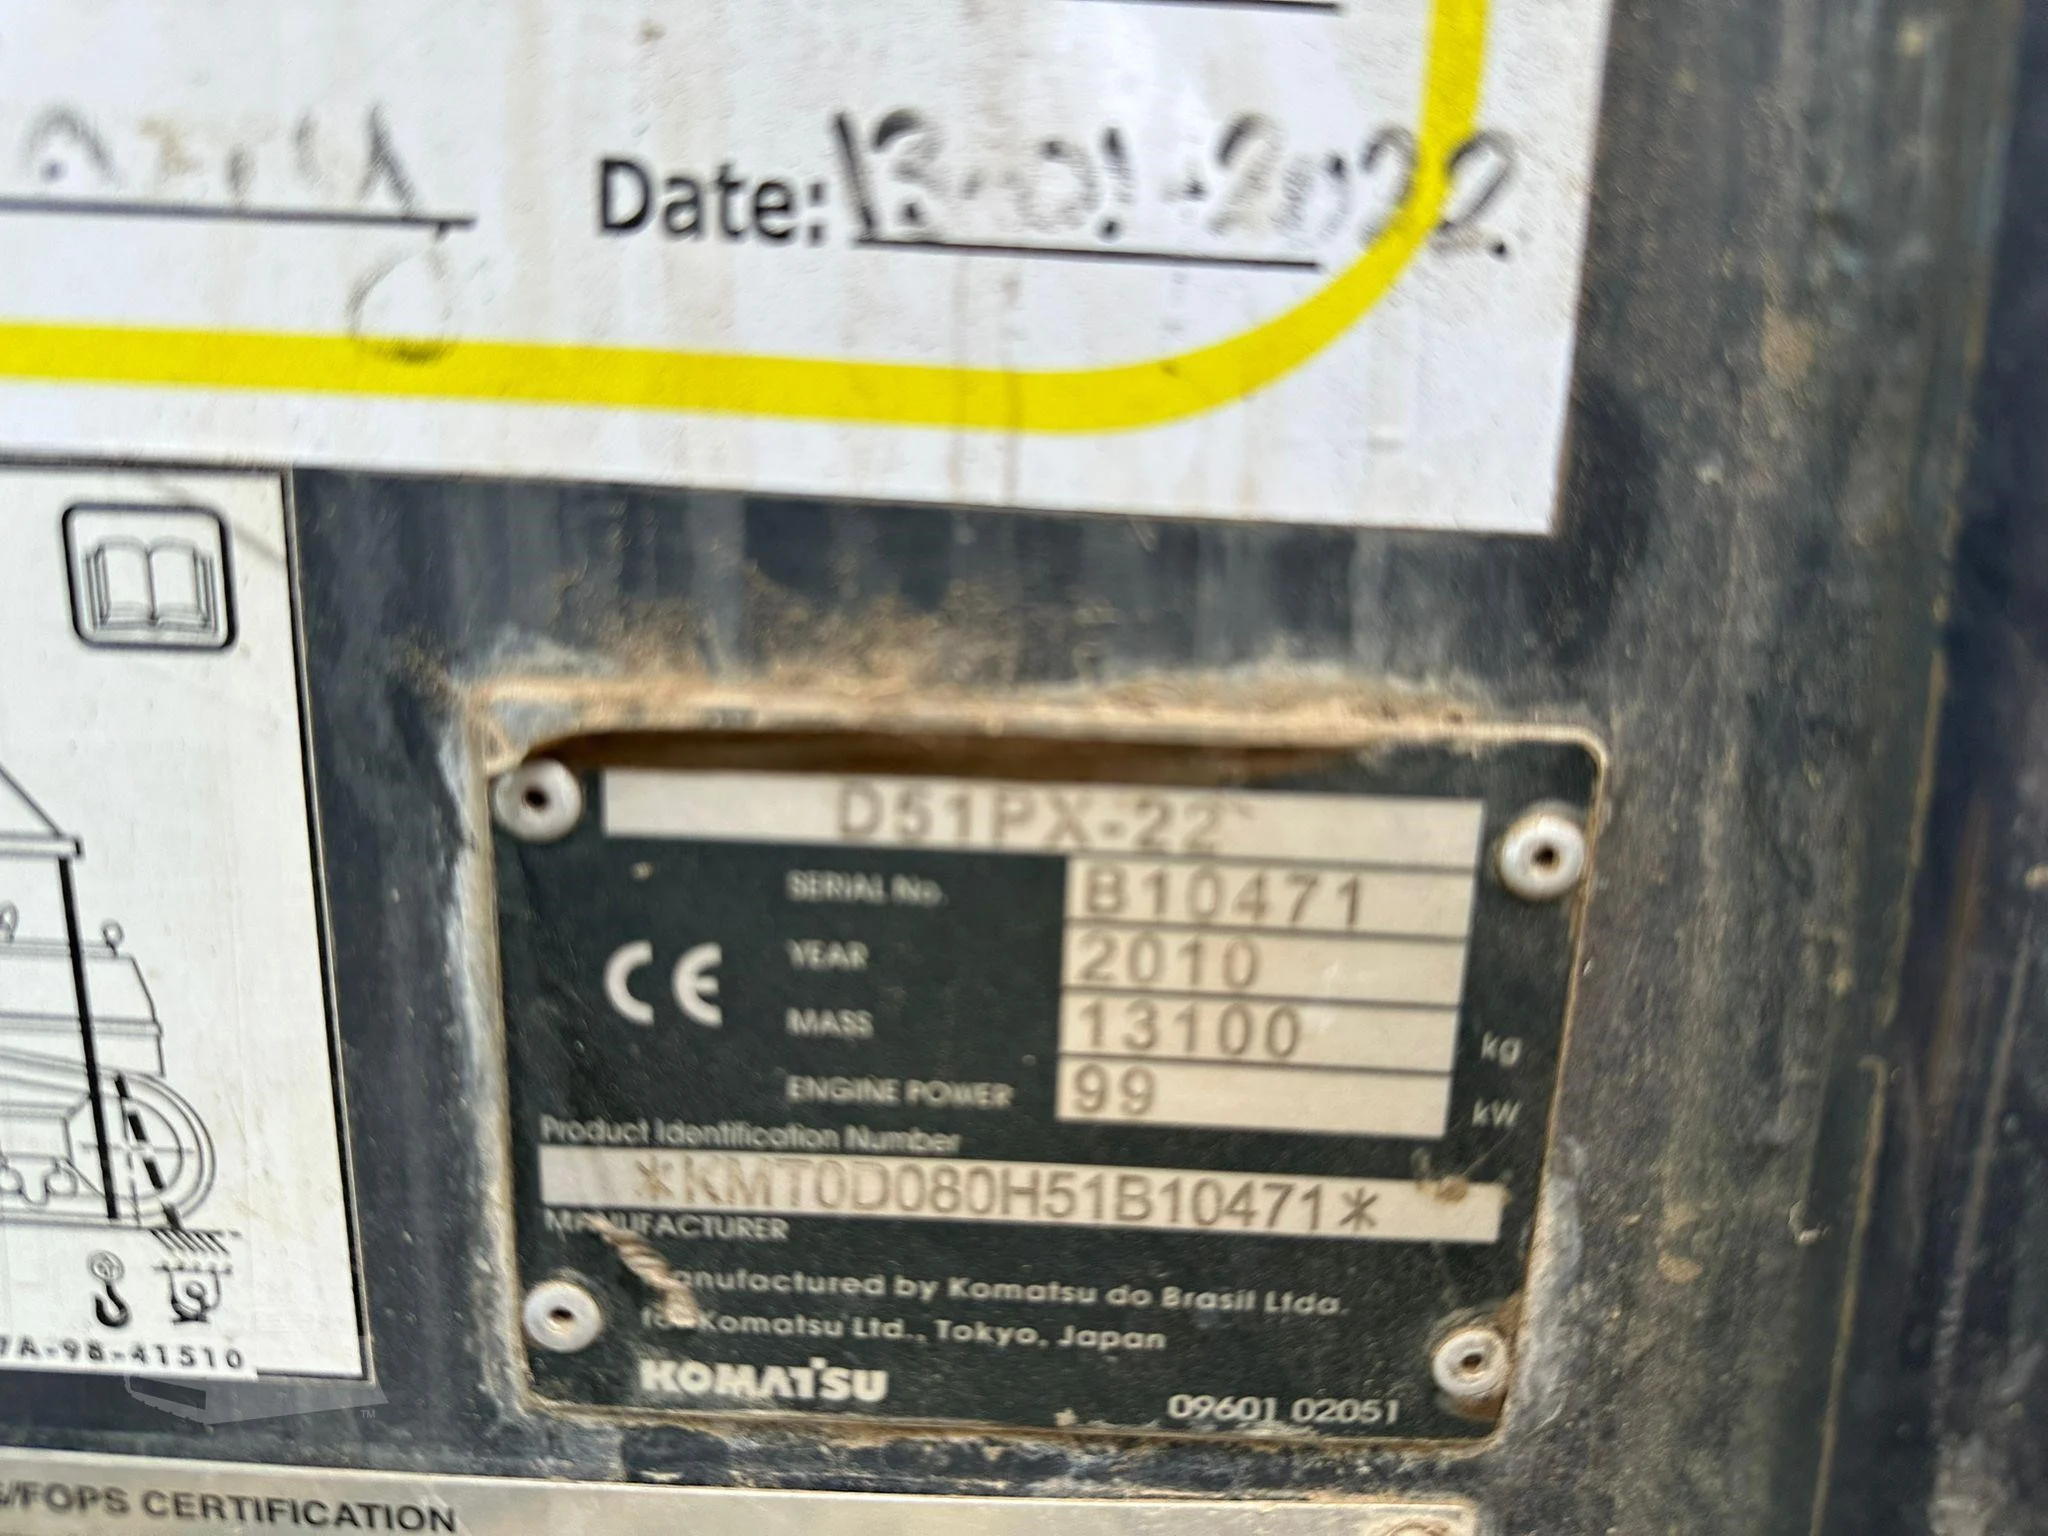 Date: 13-01-2022
D51PX-22
SERIAL No. B10471
YEAR 2010
MASS 13100 kg
ENGINE POWER 99 kW
CE
Product Identification Number
*KMT0D080H51B10471*
MANUFACTURER
Manufactured by Komatsu do Brasil Ltda.
for Komatsu Ltd., Tokyo, Japan
KOMATSU
09601 02051
7A-98-41510
/FOPS CERTIFICATION
TM